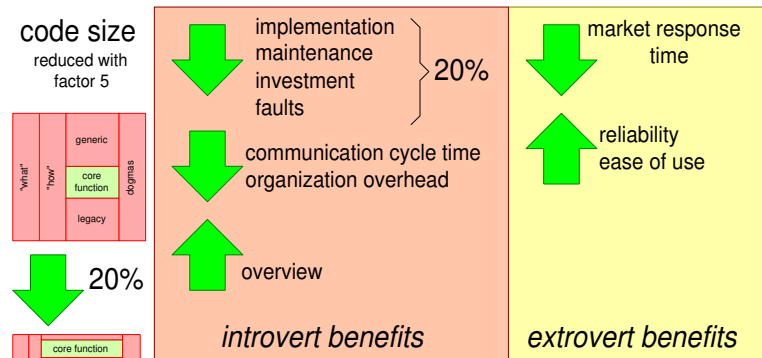 code size
reduced with
factor 5
"what"
"how"
generic
core
function
legacy
dogmas
20%
core function
implementation
maintenance
investment
faults
20%
communication cycle time
organization overhead
overview
introvert benefits
market response
time
reliability
ease of use
extrovert benefits